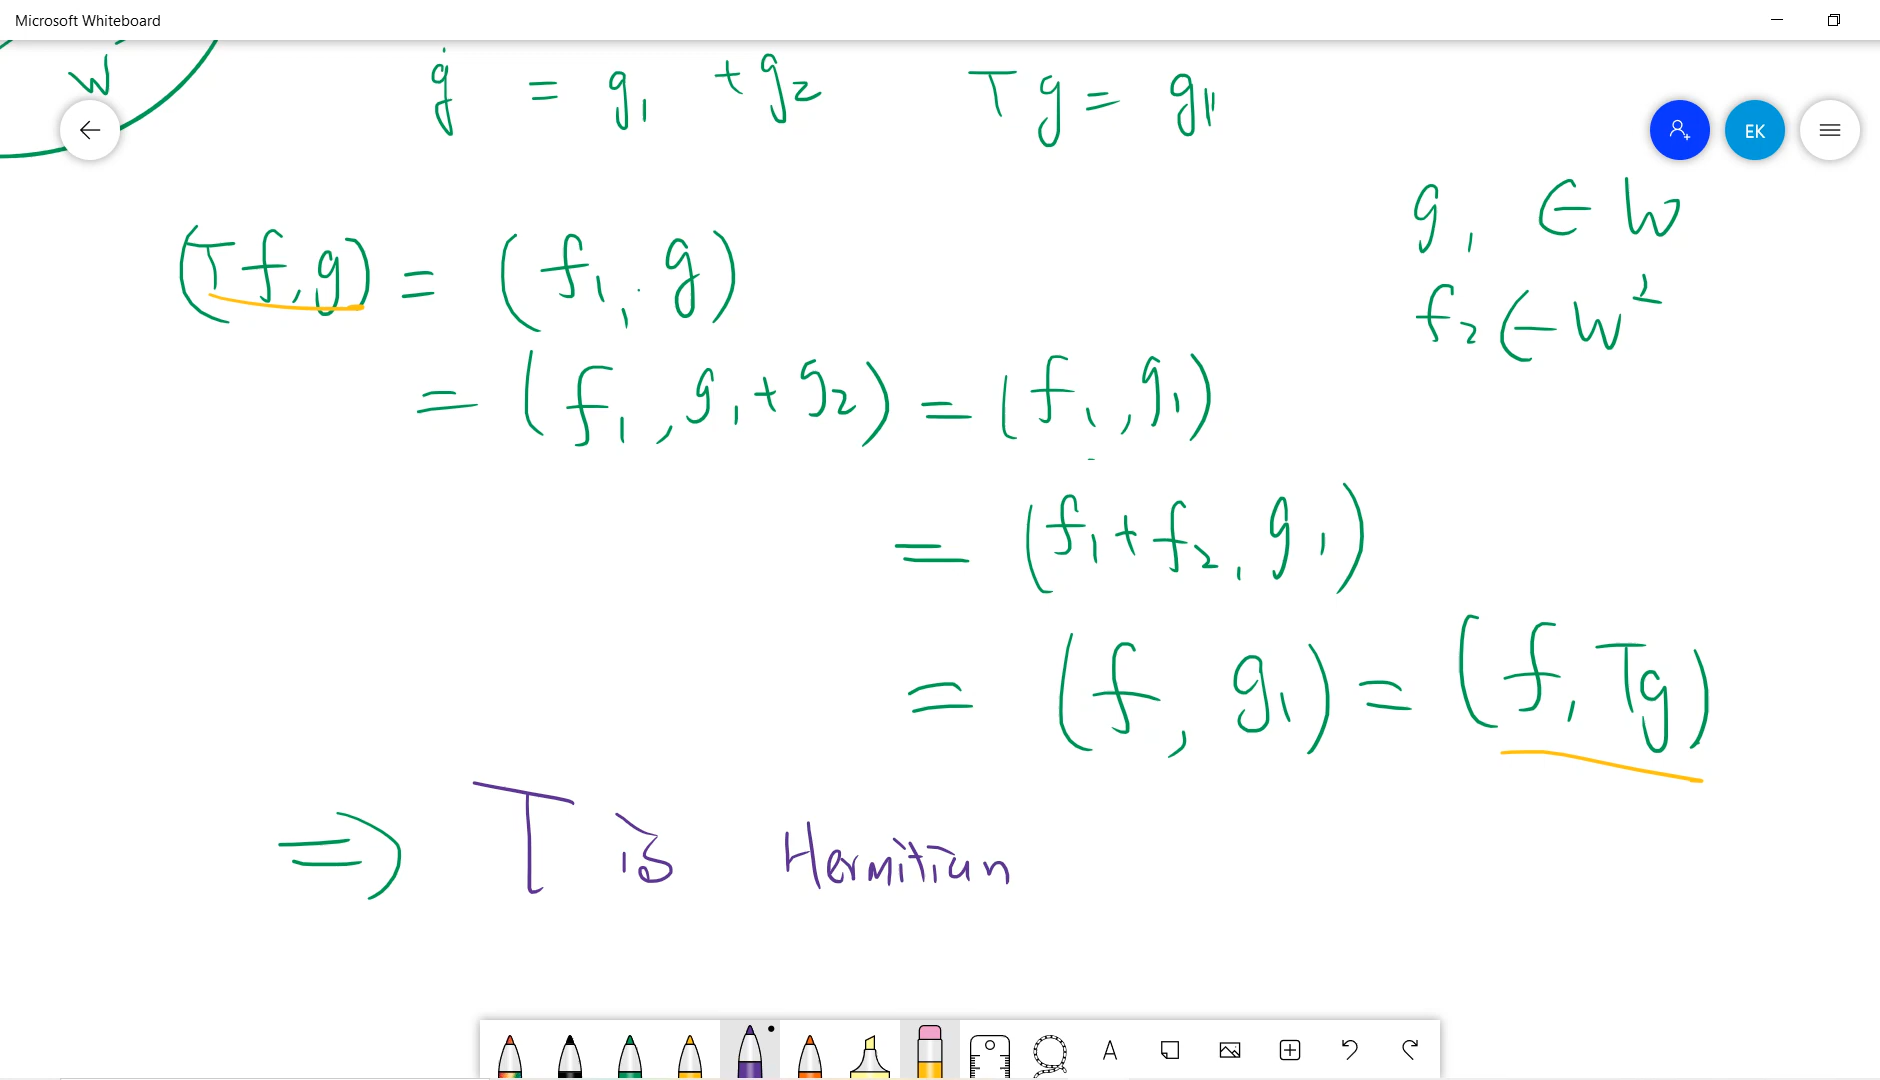 Microsoft Whiteboard
W
g = g₁ + g₂ Tg = g₁
EK
g₁ ∈ W
(Tf, g) = (f₁, g)
f₂ ∈ W⊥
= (f₁, g₁ + g₂) = (f₁, g₁)
= (f₁ + f₂, g₁)
= (f, g₁) = (f, Tg)
⇒ T is Hermitian
A